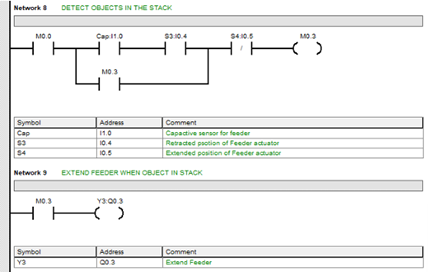 Network 8 DETECT OBJECTS IN THE STACK
M0.0 Cap:I1.0 S3:I0.4 S4:I0.5 M0.3
/
M0.3
Symbol Address Comment
Cap I1.0 Capactive sensor for feeder
S3 I0.4 Retracted psotion of Feeder actuator
S4 I0.5 Extended position of Feeder actuator
Network 9 EXTEND FEEDER WHEN OBJECT IN STACK
M0.3 Y3:Q0.3
Symbol Address Comment
Y3 Q0.3 Extend Feeder